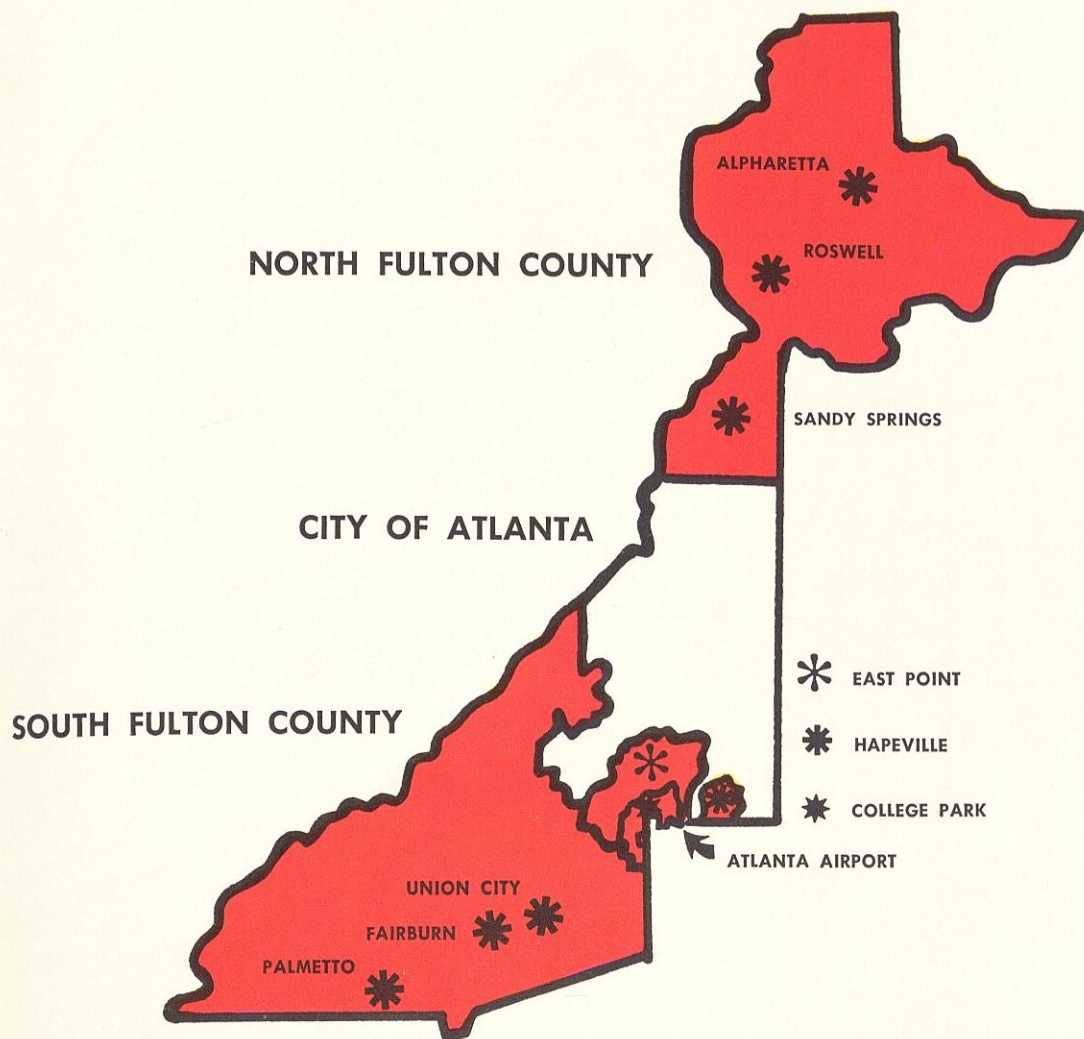 ALPHARETTA
ROSWELL
NORTH FULTON COUNTY
SANDY SPRINGS
CITY OF ATLANTA
EAST POINT
SOUTH FULTON COUNTY
HAPEVILLE
COLLEGE PARK
ATLANTA AIRPORT
UNION CITY
FAIRBURN
PALMETTO